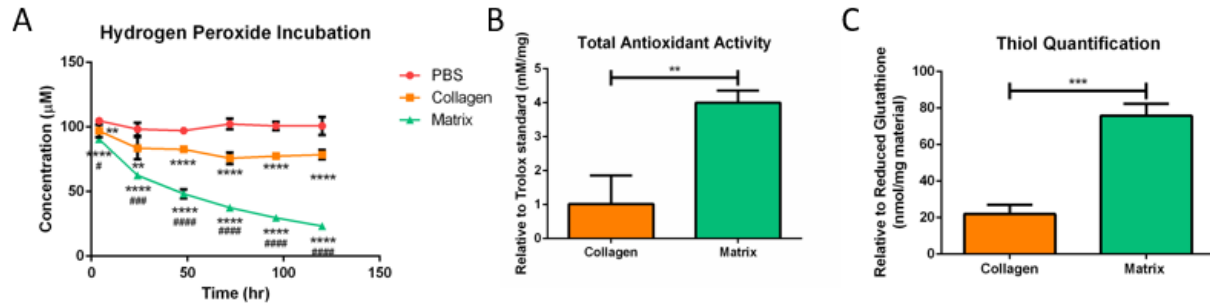 A
Hydrogen Peroxide Incubation
Concentration (µM)
150
100
50
0
0
50
100
150
Time (hr)
PBS
Collagen
Matrix
**
****
#
**
****
###
****
****
####
****
****
####
****
****
####
****
****
####
B
Total Antioxidant Activity
Relative to Trolox standard (mM/mg)
5
4
3
2
1
0
**
Collagen
Matrix
C
Thiol Quantification
Relative to Reduced Glutathione
(nmol/mg material)
100
80
60
40
20
0
***
Collagen
Matrix